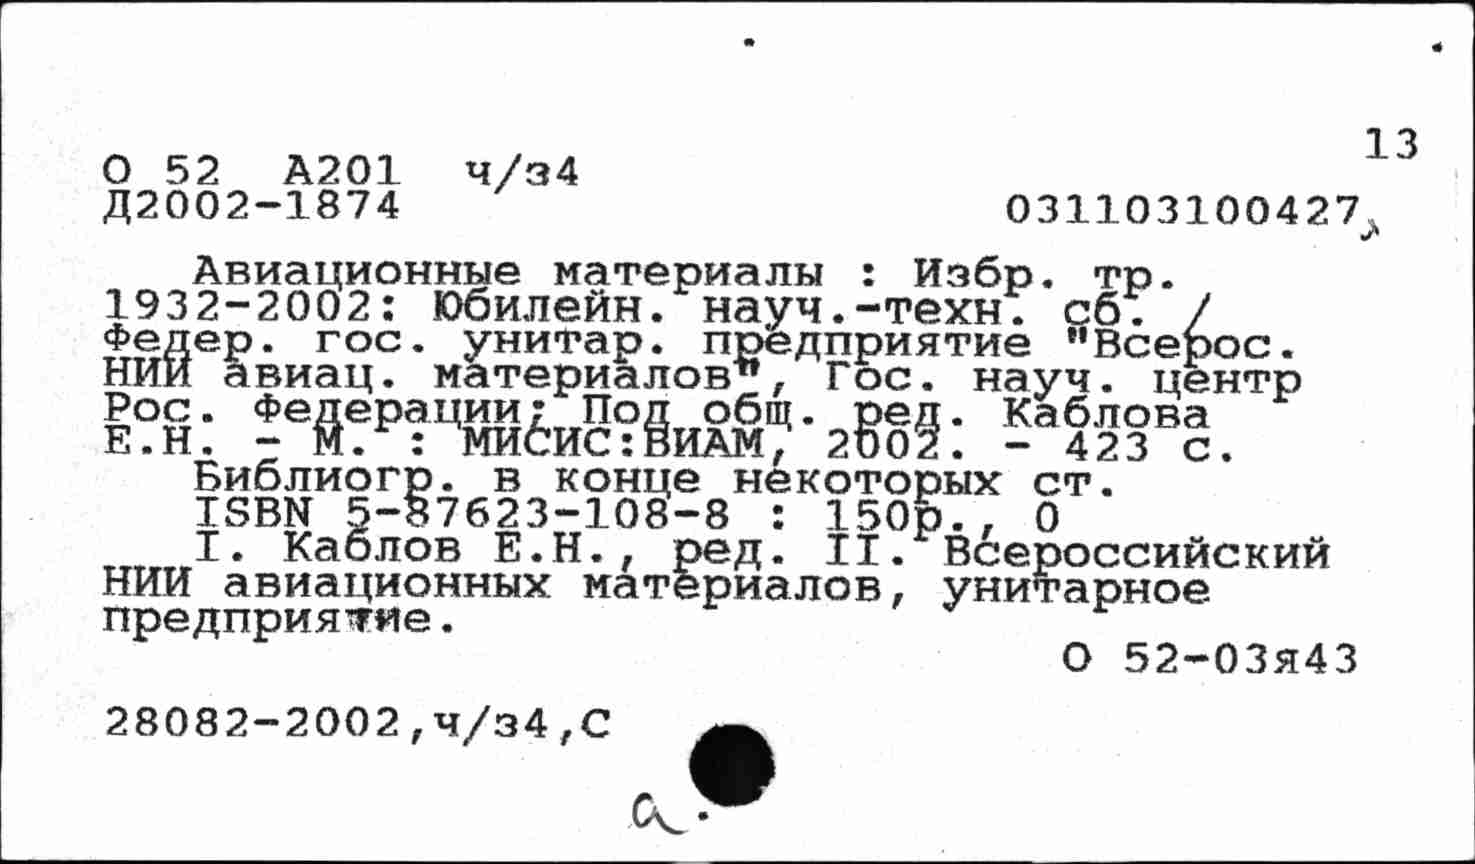 13
О 52 А201 ч/з4
Д2002-1874
031103100427
Авиационные материалы : Избр. тр.
1932-2002: Юбилейн. науч.-техн. сб. /
Федер. гос. унитар. предприятие "Всерос.
НИИ авиац. материалов", Гос. науч. центр
Рос. Федерации; Под общ. ред. Каблова
Е.Н. - М. : МИСИС:ВИАМ, 2002. - 423 с.
Библиогр. в конце некоторых ст.
ISBN 5-87623-108-8 : 150р., 0
I. Каблов Е.Н., ред. II. Всероссийский
НИИ авиационных материалов, унитарное
предприятие.
О 52-03я43
28082-2002,ч/з4,С
а.